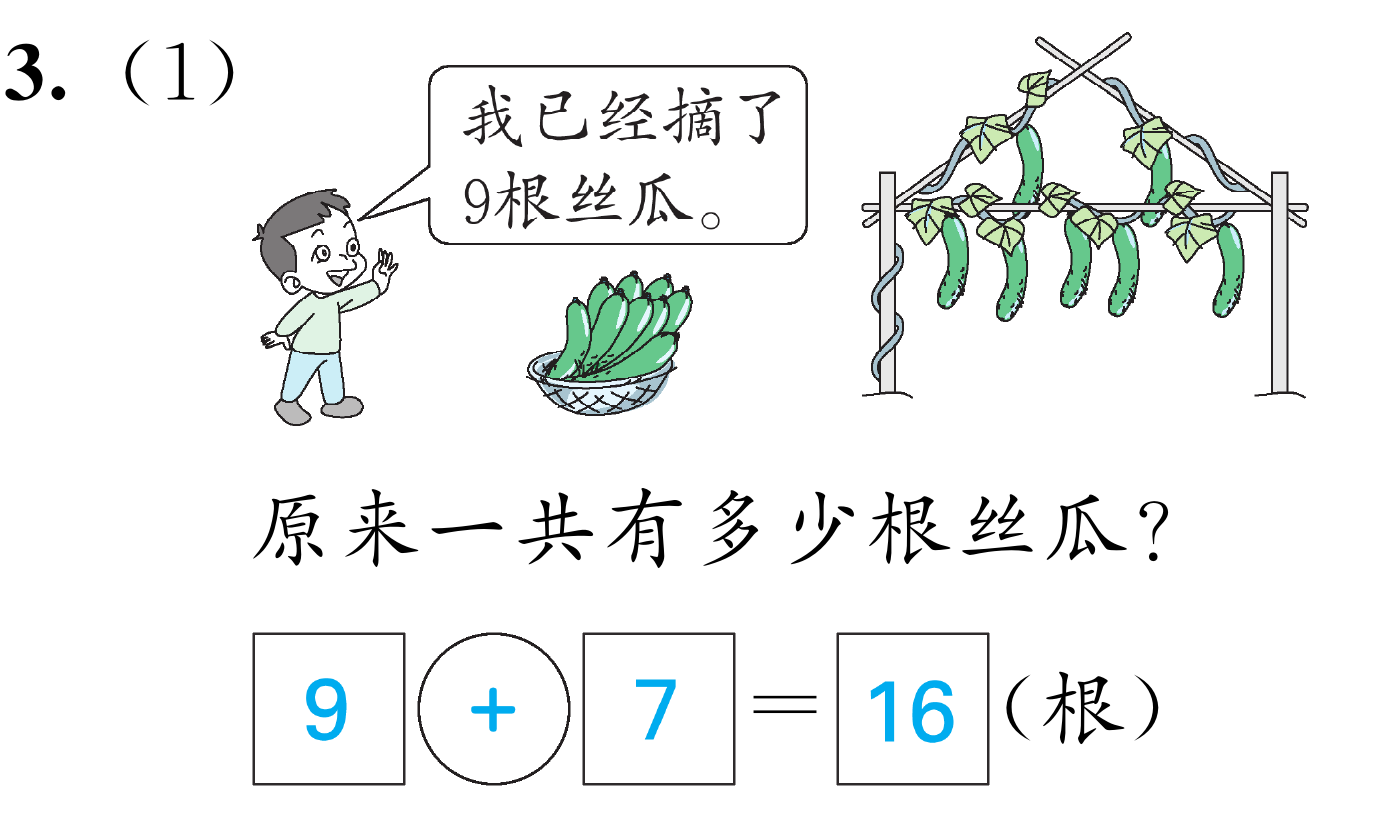 3.（1）
我已经摘了
9根丝瓜。
原来一共有多少根丝瓜？
9 + 7 = 16（根）